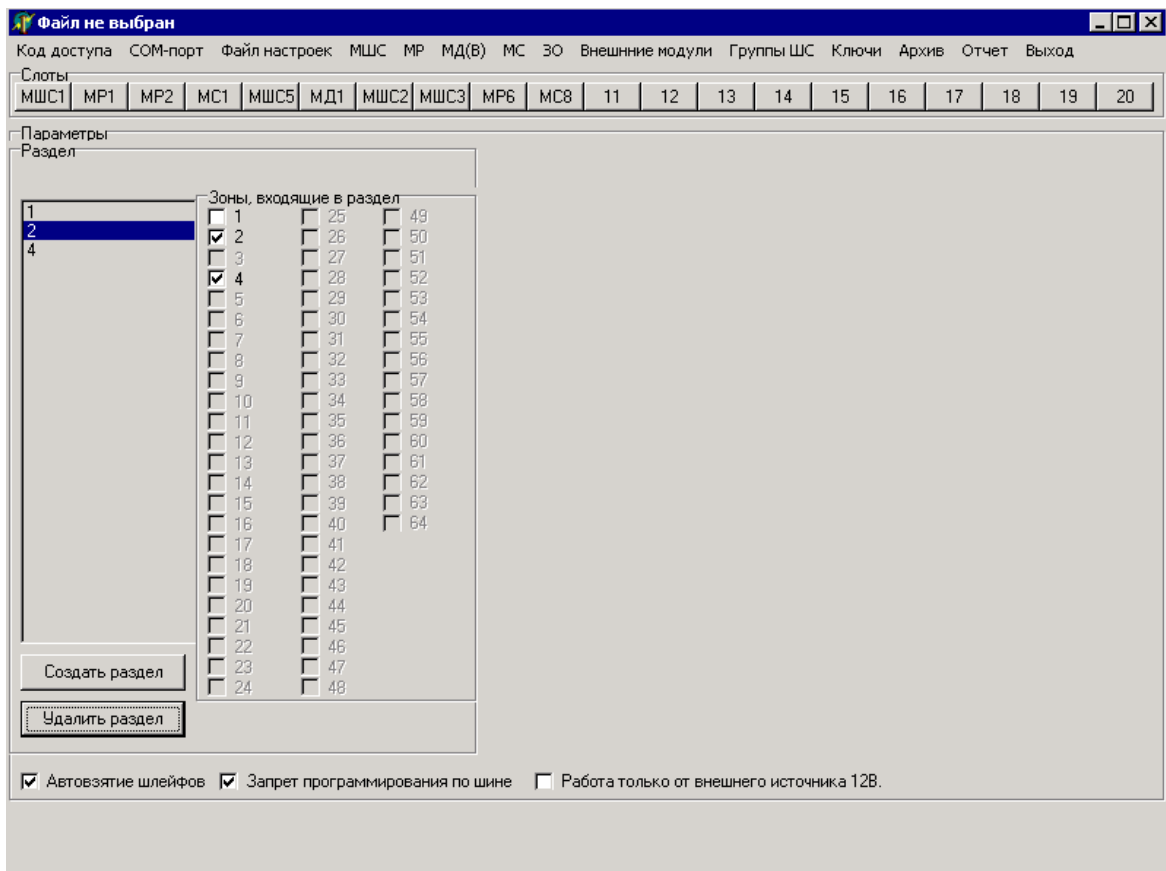 Файл не выбран
Код доступа COM-порт Файл настроек МШС МР МД(В) МС ЗО Внешнние модули Группы ШС Ключи Архив Отчет Выход
Слоты
МШС1 МР1 МР2 МС1 МШС5 МД1 МШС2 МШС3 МР6 МС8 11 12 13 14 15 16 17 18 19 20
Параметры
Раздел
Зоны, входящие в раздел
1
2
4
1 25 49
2 26 50
3 27 51
4 28 52
5 29 53
6 30 54
7 31 55
8 32 56
9 33 57
10 34 58
11 35 59
12 36 60
13 37 61
14 38 62
15 39 63
16 40 64
17 41
18 42
19 43
20 44
21 45
22 46
23 47
24 48
Создать раздел
Удалить раздел
Автовзятие шлейфов Запрет программирования по шине Работа только от внешнего источника 12В.